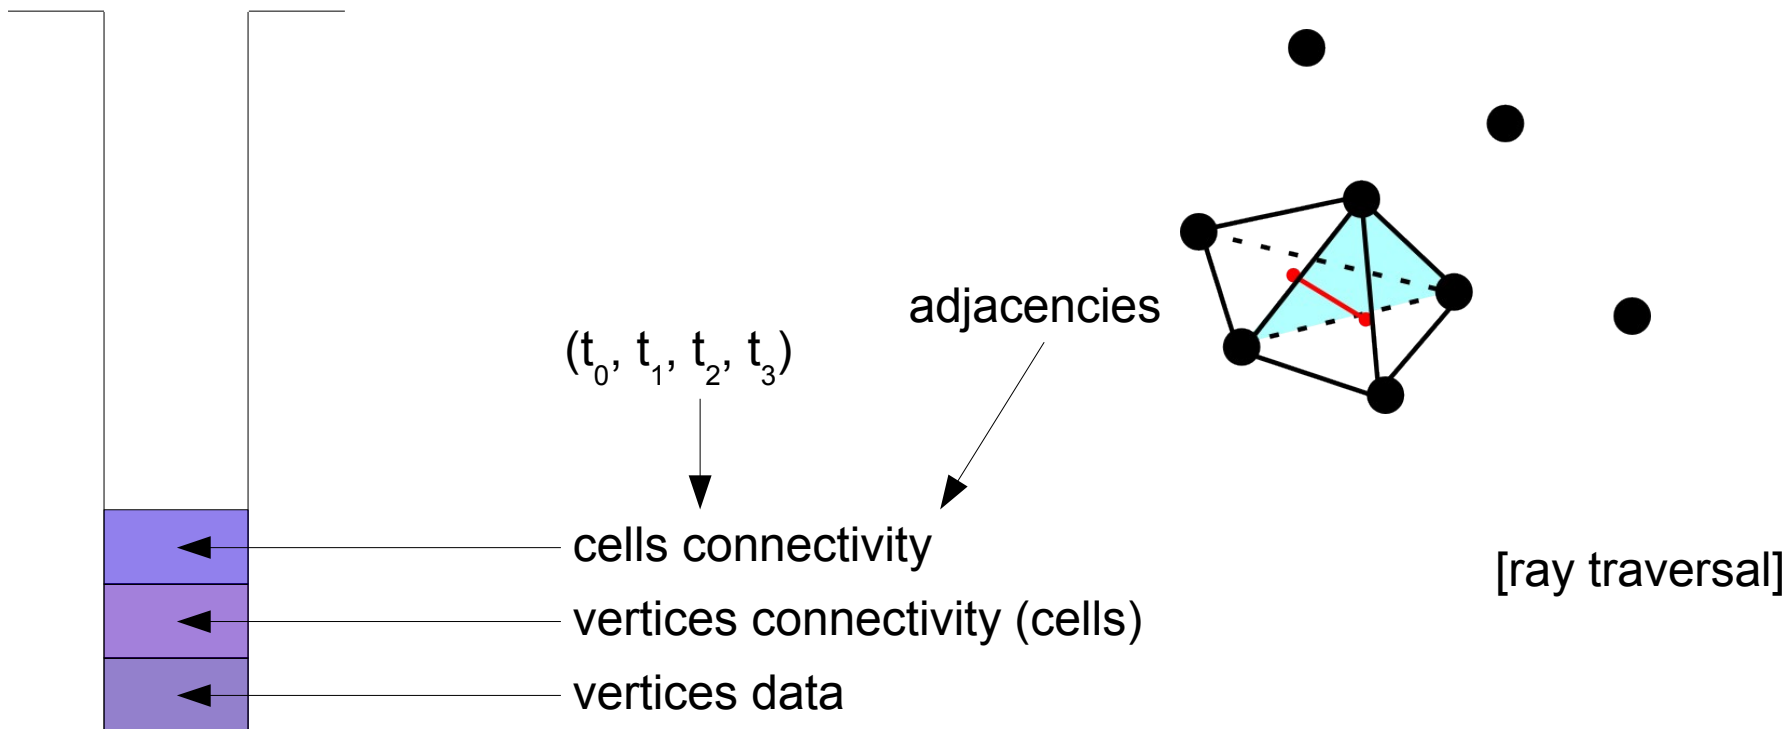 adjacencies
(t₀, t₁, t₂, t₃)
cells connectivity
[ray traversal]
vertices connectivity (cells)
vertices data